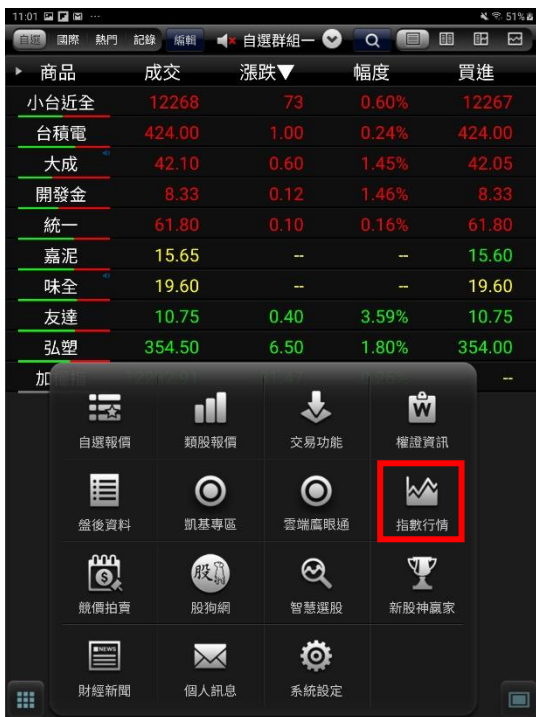 11:01 51%
自選 國際 熱門 記錄 編輯 自選群組一
商品 成交 漲跌▼ 幅度 買進
小台近全 12268 73 0.60% 12267
台積電 424.00 1.00 0.24% 424.00
大成 42.10 0.60 1.45% 42.05
開發金 8.33 0.12 1.46% 8.33
統一 61.80 0.10 0.16% 61.80
嘉泥 15.65 -- -- 15.60
味全 19.60 -- -- 19.60
友達 10.75 0.40 3.59% 10.75
弘塑 354.50 6.50 1.80% 354.00
加 --
自選報價 類股報價 交易功能 權證資訊
盤後資料 凱基專區 雲端鷹眼通 指數行情
競價拍賣 股狗網 智慧選股 新股神贏家
財經新聞 個人訊息 系統設定